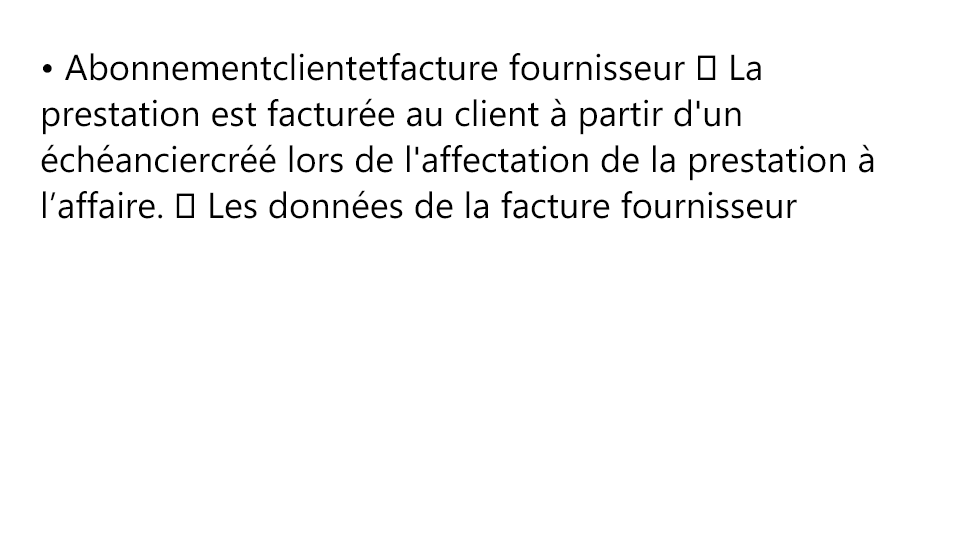 • Abonnementclientetfacture fournisseur  La
prestation est facturée au client à partir d'un
échéanciercréé lors de l'affectation de la prestation à
l’affaire.  Les données de la facture fournisseur